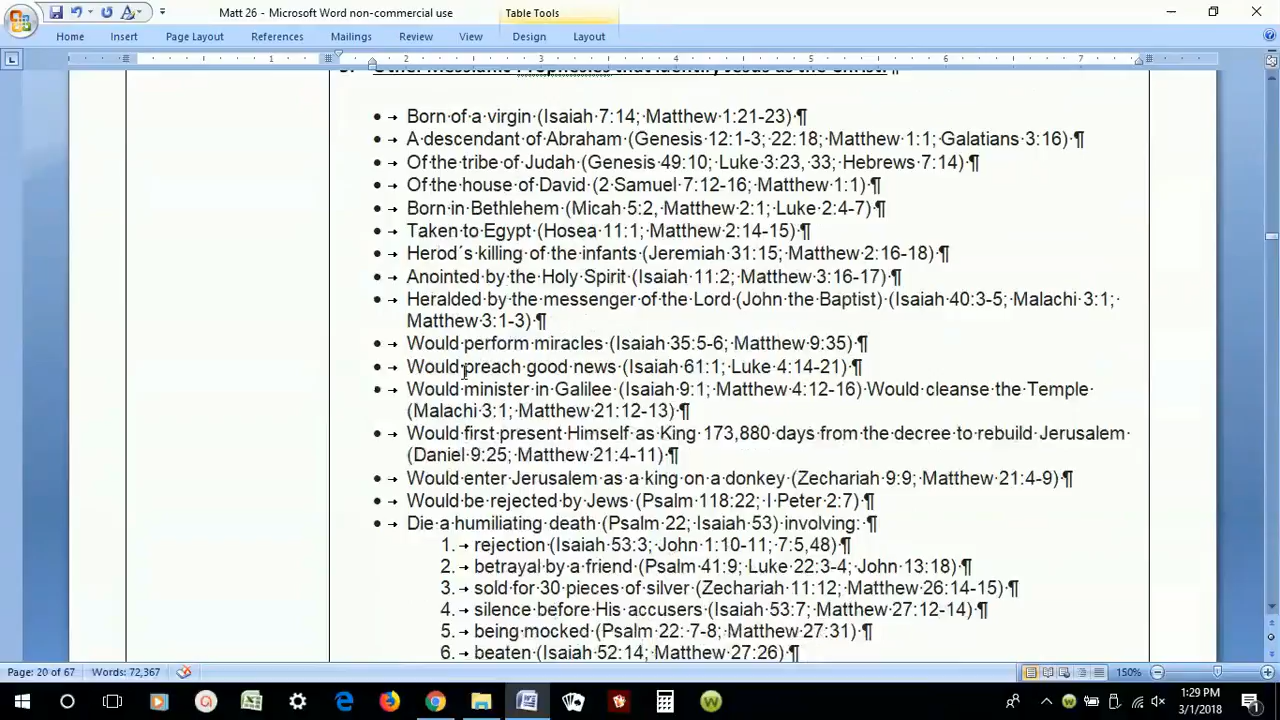 Matt 26 - Microsoft Word non-commercial use
Table Tools
Home Insert Page Layout References Mailings Review View Design Layout
1 2 3 4 5 6 7
Other Messianic Prophecies that Identify Jesus as the Christ: ¶
• → Born·of·a·virgin·(Isaiah·7:14;·Matthew·1:21-23)·¶
• → A·descendant·of·Abraham·(Genesis·12:1-3;·22:18;·Matthew·1:1;·Galatians·3:16)·¶
• → Of·the·tribe·of·Judah·(Genesis·49:10;·Luke·3:23,·33;·Hebrews·7:14)·¶
• → Of·the·house·of·David·(2·Samuel·7:12-16;·Matthew·1:1)·¶
• → Born·in·Bethlehem·(Micah·5:2,·Matthew·2:1;·Luke·2:4-7)·¶
• → Taken·to·Egypt·(Hosea·11:1;·Matthew·2:14-15)·¶
• → Herod´s·killing·of·the·infants·(Jeremiah·31:15;·Matthew·2:16-18)·¶
• → Anointed·by·the·Holy·Spirit·(Isaiah·11:2;·Matthew·3:16-17)·¶
• → Heralded·by·the·messenger·of·the·Lord·(John·the·Baptist)·(Isaiah·40:3-5;·Malachi·3:1;·
Matthew·3:1-3)·¶
• → Would·perform·miracles·(Isaiah·35:5-6;·Matthew·9:35)·¶
• → Would·preach·good·news·(Isaiah·61:1;·Luke·4:14-21)·¶
• → Would·minister·in·Galilee·(Isaiah·9:1;·Matthew·4:12-16)·Would·cleanse·the·Temple·
(Malachi·3:1;·Matthew·21:12-13)·¶
• → Would·first·present·Himself·as·King·173,880·days·from·the·decree·to·rebuild·Jerusalem·
(Daniel·9:25;·Matthew·21:4-11)·¶
• → Would·enter·Jerusalem·as·a·king·on·a·donkey·(Zechariah·9:9;·Matthew·21:4-9)·¶
• → Would·be·rejected·by·Jews·(Psalm·118:22;·I·Peter·2:7)·¶
• → Die·a·humiliating·death·(Psalm·22;·Isaiah·53)·involving:·¶
1.→ rejection·(Isaiah·53:3;·John·1:10-11;·7:5,48)·¶
2.→ betrayal·by·a·friend·(Psalm·41:9;·Luke·22:3-4;·John·13:18)·¶
3.→ sold·for·30·pieces·of·silver·(Zechariah·11:12;·Matthew·26:14-15)·¶
4.→ silence·before·His·accusers·(Isaiah·53:7;·Matthew·27:12-14)·¶
5.→ being·mocked·(Psalm·22:·7-8;·Matthew·27:31)·¶
6.→ beaten·(Isaiah·52:14;·Matthew·27:26)·¶
Page: 20 of 67 Words: 72,367 150%
1:29 PM
3/1/2018